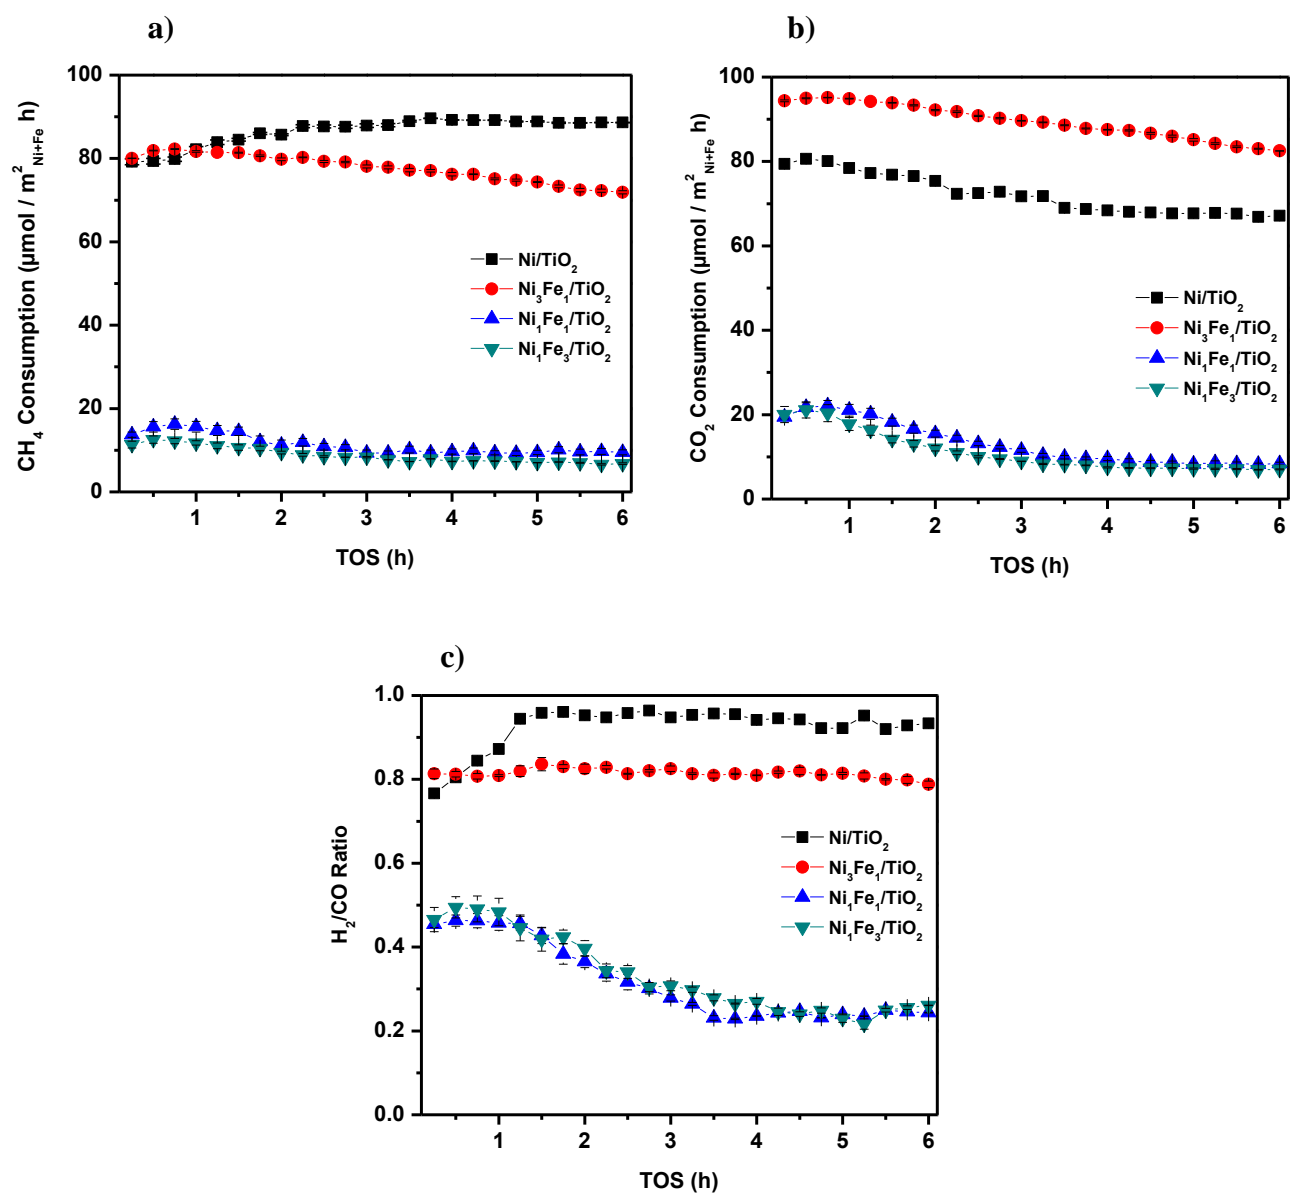 a)
CH4 Consumption (µmol / m²Ni+Fe h)
100
80
60
40
20
0
Ni/TiO2
Ni3Fe1/TiO2
Ni1Fe1/TiO2
Ni1Fe3/TiO2
1 2 3 4 5 6
TOS (h)
b)
CO2 Consumption (µmol / m²Ni+Fe h)
100
80
60
40
20
0
Ni/TiO2
Ni3Fe1/TiO2
Ni1Fe1/TiO2
Ni1Fe3/TiO2
1 2 3 4 5 6
TOS (h)
c)
H2/CO Ratio
1.0
0.8
0.6
0.4
0.2
0.0
Ni/TiO2
Ni3Fe1/TiO2
Ni1Fe1/TiO2
Ni1Fe3/TiO2
1 2 3 4 5 6
TOS (h)